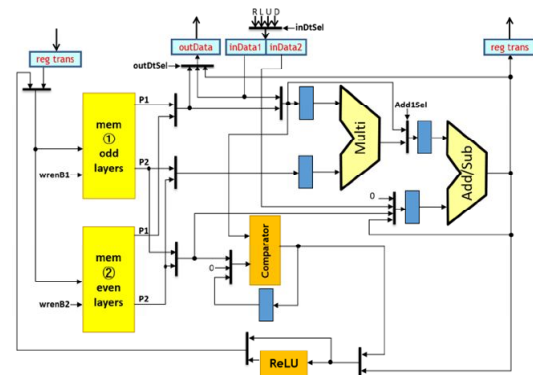 R L U D
inDtSel
reg trans
outData
inData1
inData2
reg trans
outDtSel
Add1Sel
P1
mem
①
odd
layers
P2
wrenB1
Multi
Add/Sub
0
P1
mem
②
even
layers
P2
wrenB2
0
Comparator
ReLU